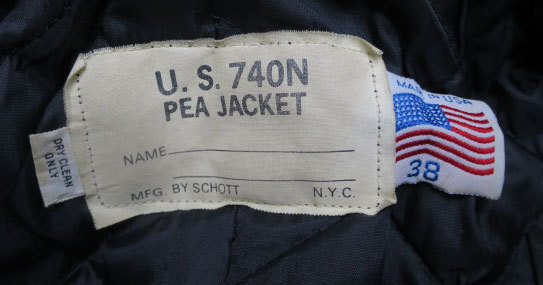 U. S. 740N
PEA JACKET
NAME
MFG. BY SCHOTT N.Y.C.
DRY CLEAN
ONLY
MADE IN USA
38